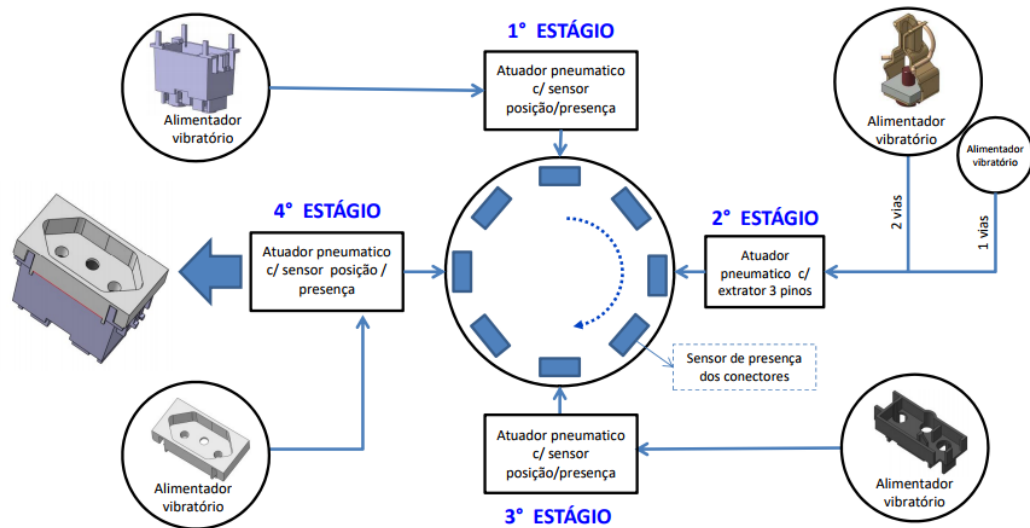 1° ESTÁGIO
Atuador pneumatico
c/ sensor
posição/presença
Alimentador
vibratório
Alimentador
vibratório
Alimentador
vibratório
2 vias
1 vias
4° ESTÁGIO
Atuador pneumatico
c/ sensor posição /
presença
2° ESTÁGIO
Atuador
pneumatico c/
extrator 3 pinos
Sensor de presença
dos conectores
Atuador pneumatico
c/ sensor
posição/presença
3° ESTÁGIO
Alimentador
vibratório
Alimentador
vibratório